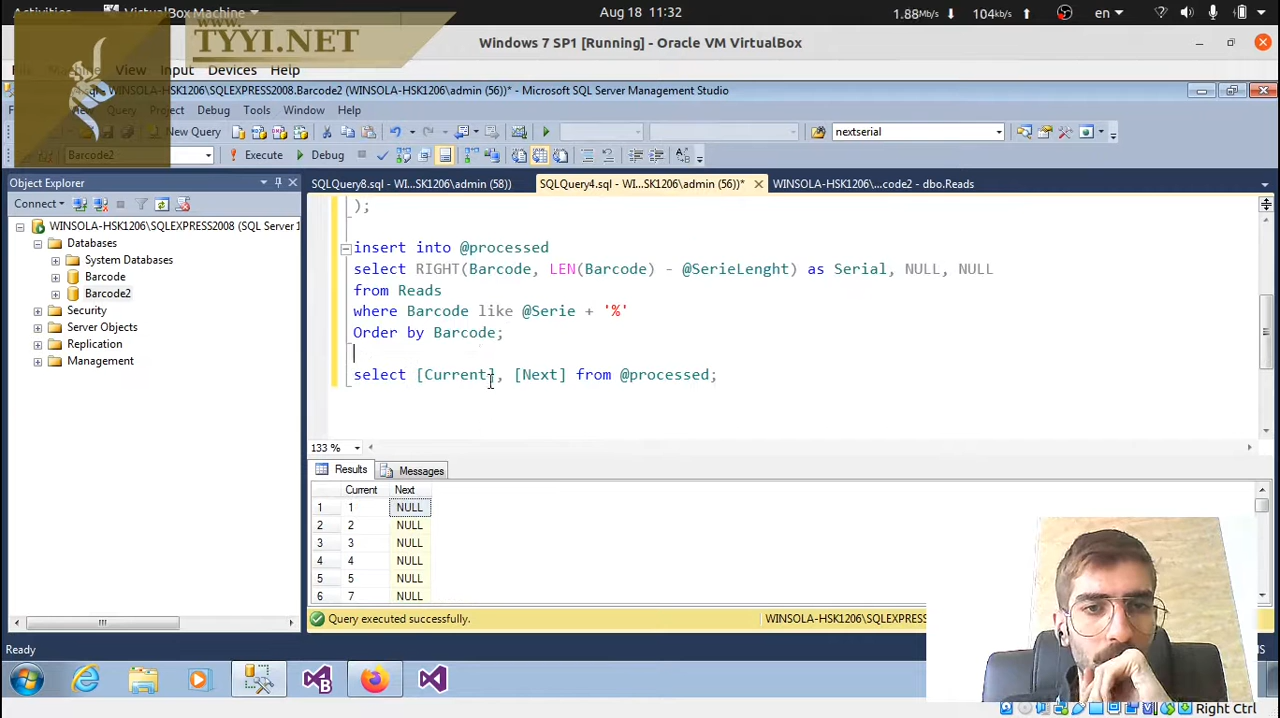 Activities
VirtualBox Machine
Aug 18 11:32
1.88Mb/s
104kb/s
en
WWW.
TYYI.NET
Windows 7 SP1 [Running] - Oracle VM VirtualBox
File Machine View Input Devices Help
.sql - WINSOLA-HSK1206\SQLEXPRESS2008.Barcode2 (WINSOLA-HSK1206\admin (56))* - Microsoft SQL Server Management Studio
Query Project Debug Tools Window Help
New Query
nextserial
Barcode2
Execute
Debug
Object Explorer
SQLQuery8.sql - WI...SK1206\admin (58))
SQLQuery4.sql - WI...SK1206\admin (56))*
WINSOLA-HSK1206\...code2 - dbo.Reads
Connect
WINSOLA-HSK1206\SQLEXPRESS2008 (SQL Server 1
Databases
System Databases
Barcode
Barcode2
Security
Server Objects
Replication
Management
);
insert into @processed
select RIGHT(Barcode, LEN(Barcode) - @SerieLenght) as Serial, NULL, NULL
from Reads
where Barcode like @Serie + '%'
Order by Barcode;
select [Current], [Next] from @processed;
133 %
Results
Messages
Current Next
1 1 NULL
2 2 NULL
3 3 NULL
4 4 NULL
5 5 NULL
6 7 NULL
Query executed successfully.
WINSOLA-HSK1206\SQLEXPRESS
Ready
Right Ctrl